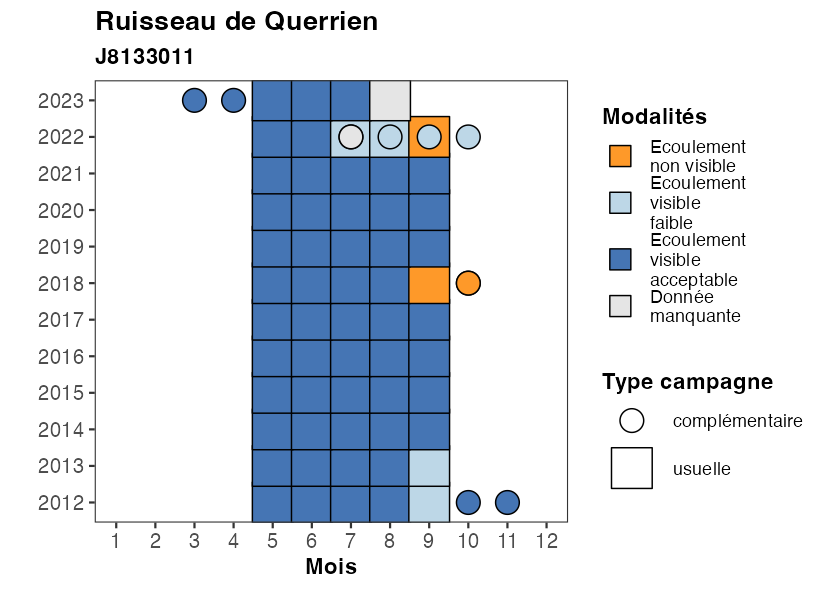 Ruisseau de Querrien
J8133011
2023
2022
2021
2020
2019
2018
2017
2016
2015
2014
2013
2012
1 2 3 4 5 6 7 8 9 10 11 12
Mois
Modalités
Ecoulement
non visible
Ecoulement
visible
faible
Ecoulement
visible
acceptable
Donnée
manquante
Type campagne
complémentaire
usuelle